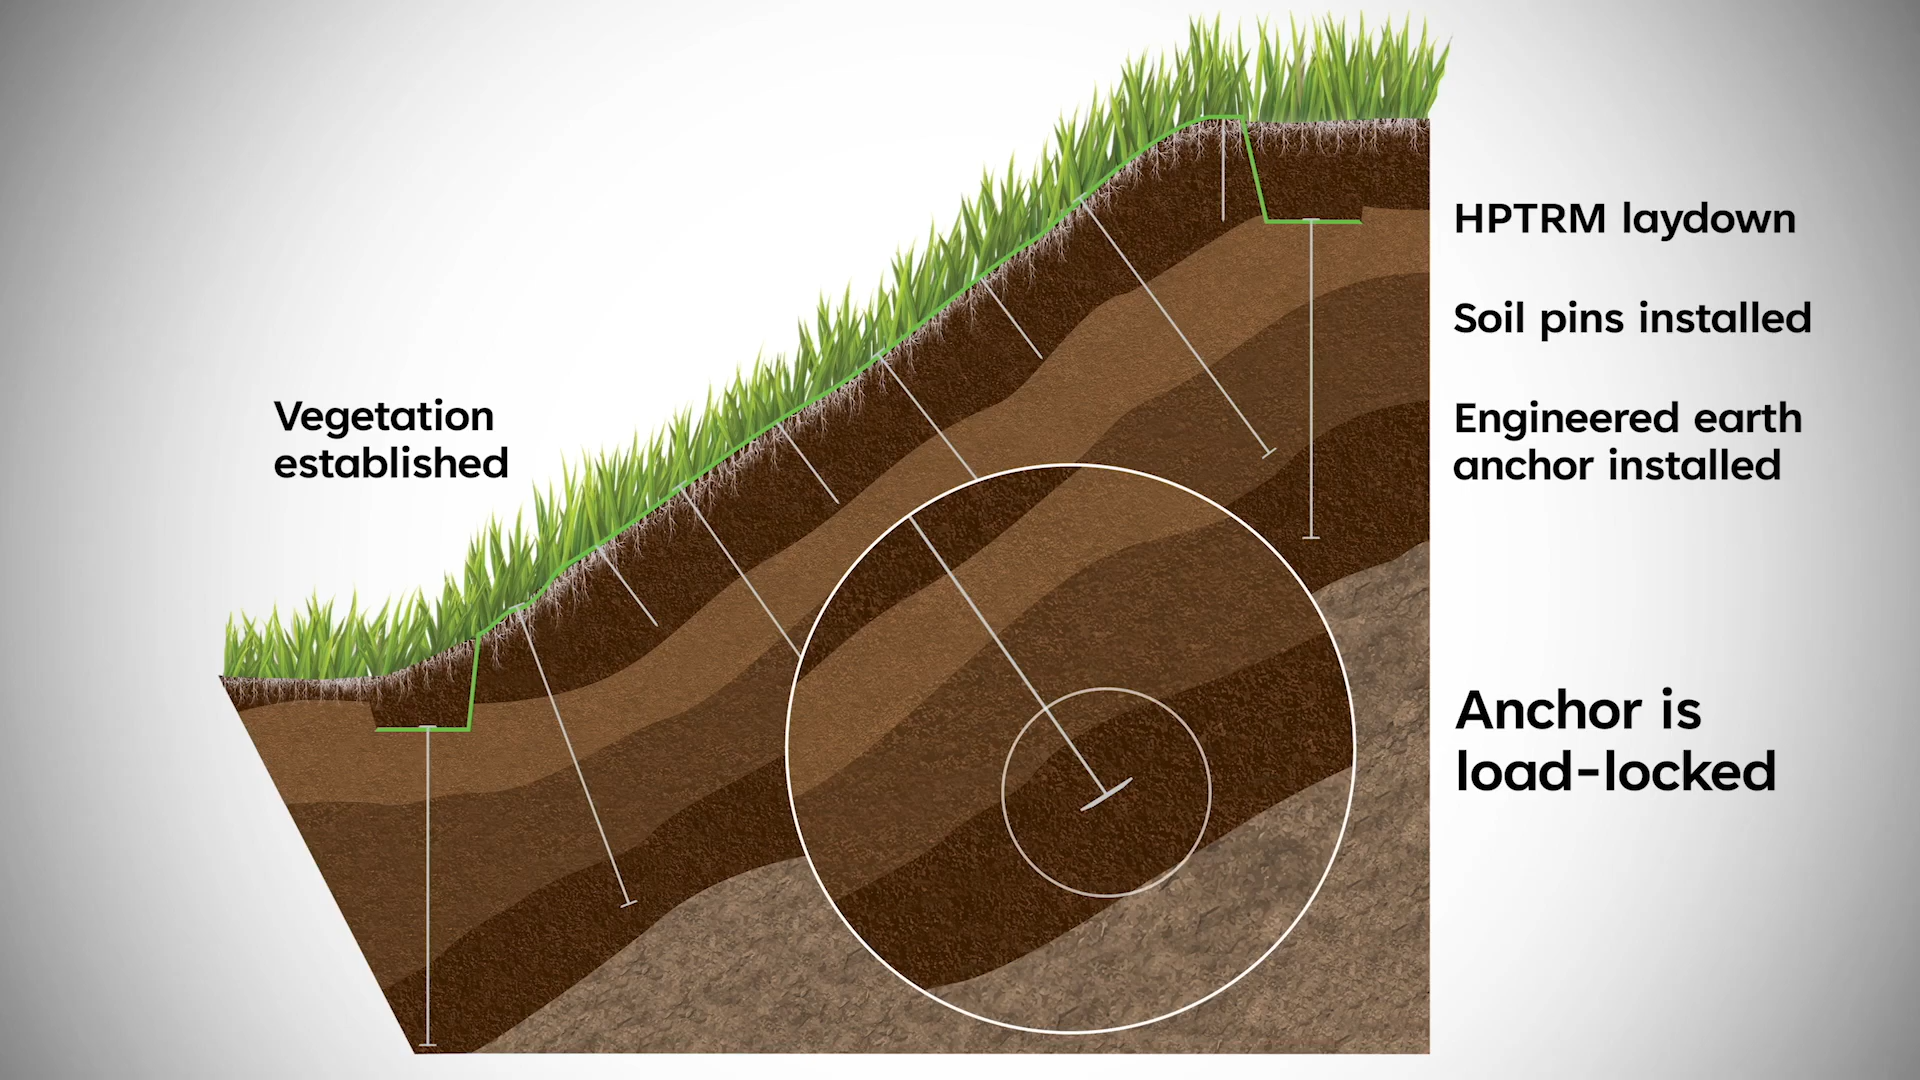 Vegetation
established
HPTRM laydown
Soil pins installed
Engineered earth
anchor installed
Anchor is
load-locked